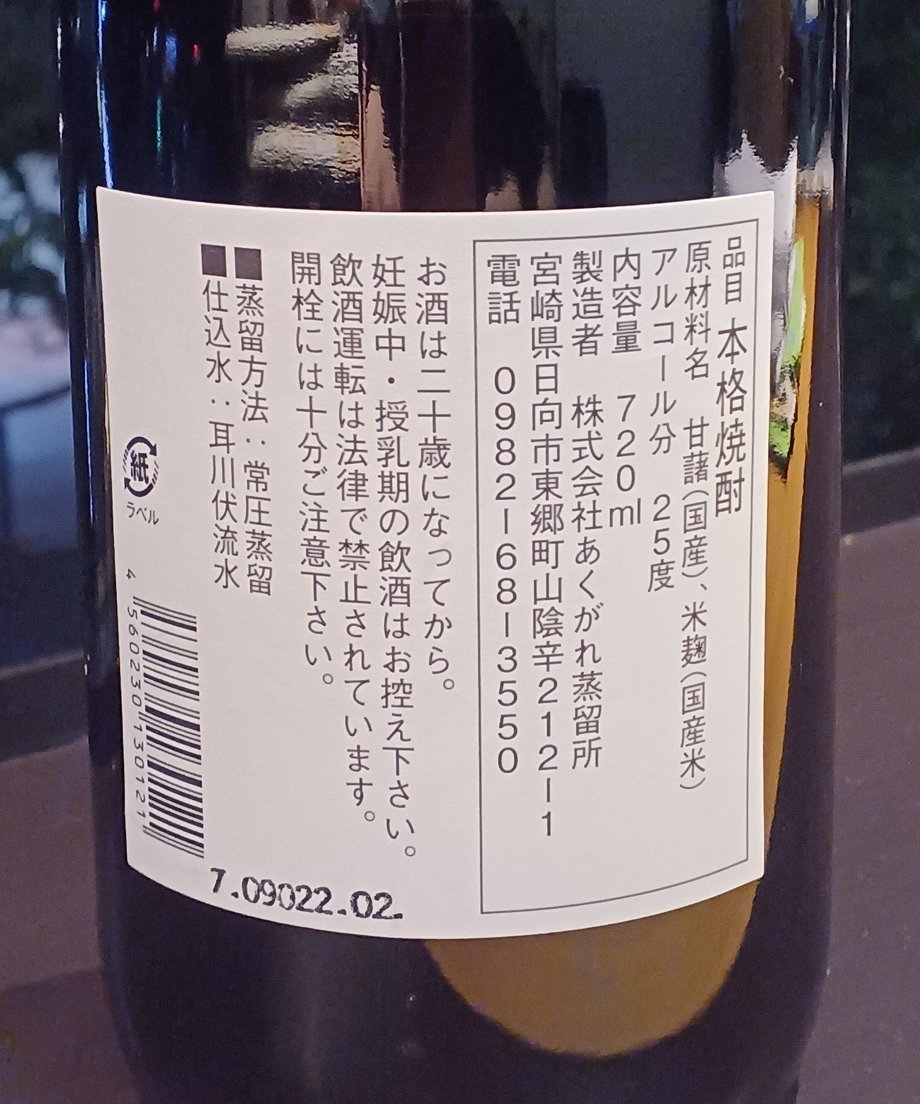 品目 本格焼酎
原材料名 甘藷(国産)、米麹(国産米)
アルコール分 25度
内容量 720ml
製造者 株式会社あくがれ蒸留所
宮崎県日向市東郷町山陰辛212-1
電話 0982-68-3550
お酒は二十歳になってから。
妊娠中・授乳期の飲酒はお控え下さい。
飲酒運転は法律で禁止されています。
開栓には十分ご注意下さい。
■蒸留方法:常圧蒸留
■仕込水:耳川伏流水
紙
ラベル
4 560230 130121
7.09022.02.